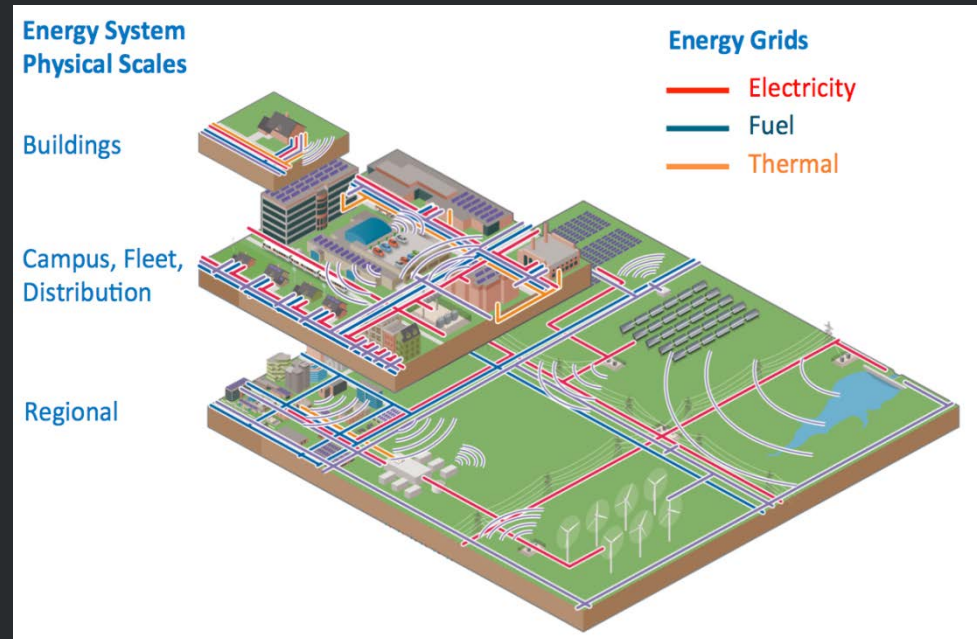 Energy System
Physical Scales
Buildings
Campus, Fleet,
Distribution
Regional
Energy Grids
Electricity
Fuel
Thermal